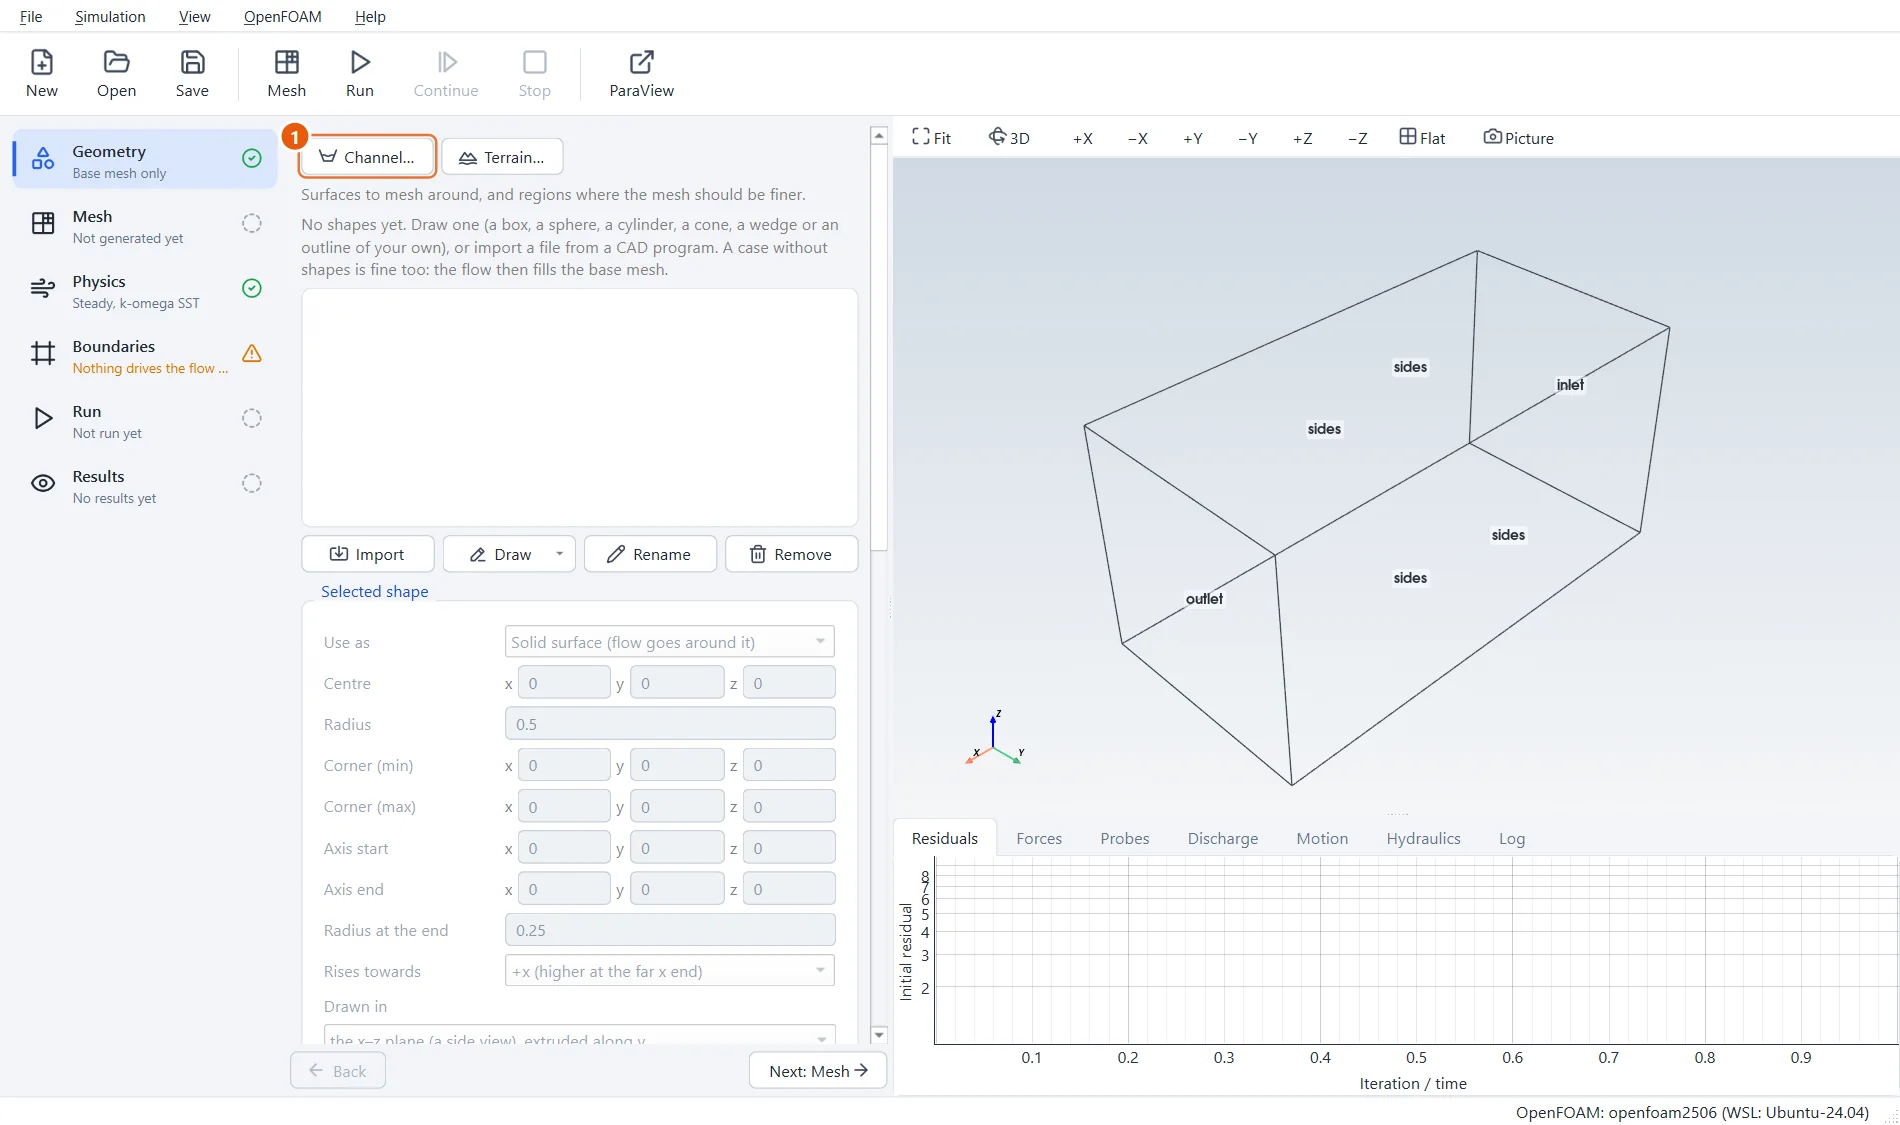 File Simulation View OpenFOAM Help
New Open Save Mesh Run Continue Stop ParaView
Geometry
Base mesh only
Mesh
Not generated yet
Physics
Steady, k-omega SST
Boundaries
Nothing drives the flow ...
Run
Not run yet
Results
No results yet
1
Channel... Terrain...
Surfaces to mesh around, and regions where the mesh should be finer.
No shapes yet. Draw one (a box, a sphere, a cylinder, a cone, a wedge or an
outline of your own), or import a file from a CAD program. A case without
shapes is fine too: the flow then fills the base mesh.
Import Draw Rename Remove
Selected shape
Use as Solid surface (flow goes around it)
Centre x 0 y 0 z 0
Radius 0.5
Corner (min) x 0 y 0 z 0
Corner (max) x 0 y 0 z 0
Axis start x 0 y 0 z 0
Axis end x 0 y 0 z 0
Radius at the end 0.25
Rises towards +x (higher at the far x end)
Drawn in
the x–z plane (a side view), extruded along y
Back Next: Mesh
Fit 3D +X −X +Y −Y +Z −Z Flat Picture
sides
inlet
sides
sides
sides
outlet
Z
X Y
Residuals Forces Probes Discharge Motion Hydraulics Log
Initial residual
8
7
6
5
4
3
2
0.1 0.2 0.3 0.4 0.5 0.6 0.7 0.8 0.9
Iteration / time
OpenFOAM: openfoam2506 (WSL: Ubuntu-24.04)